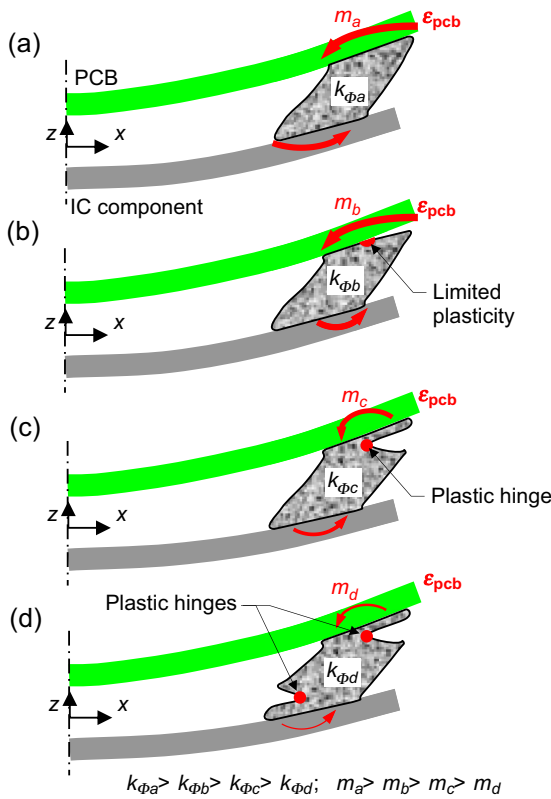 (a)
m_a
ε_pcb
PCB
k_Φa
z
x
IC component
(b)
m_b
ε_pcb
k_Φb
Limited
plasticity
z
x
(c)
m_c
ε_pcb
k_Φc
Plastic hinge
z
x
(d)
Plastic hinges
m_d
ε_pcb
k_Φd
z
x
k_Φa> k_Φb> k_Φc> k_Φd; m_a> m_b> m_c> m_d